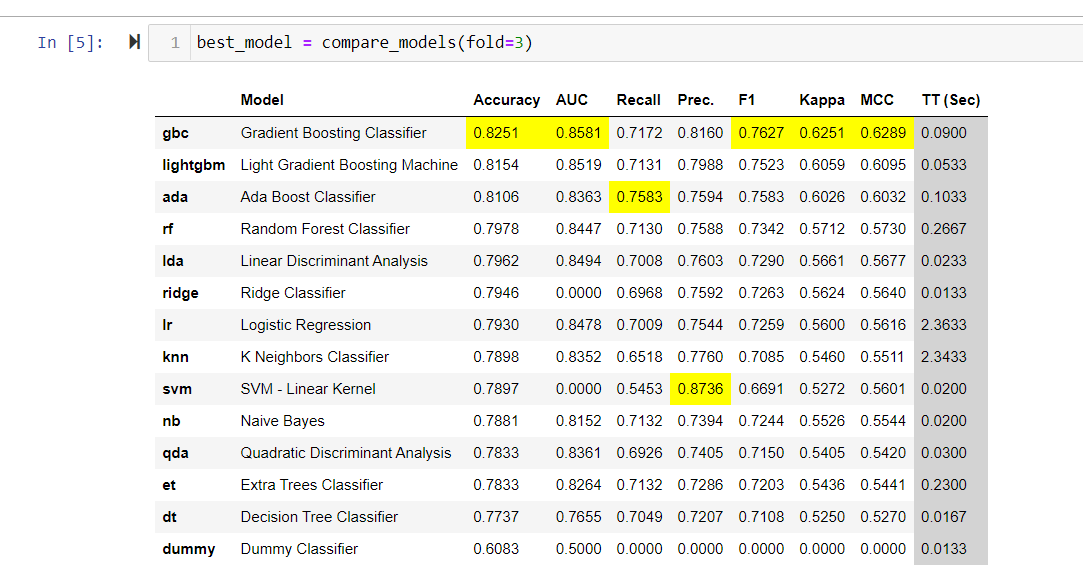 In [5]: 1 best_model = compare_models(fold=3)
Model Accuracy AUC Recall Prec. F1 Kappa MCC TT (Sec)
gbc Gradient Boosting Classifier 0.8251 0.8581 0.7172 0.8160 0.7627 0.6251 0.6289 0.0900
lightgbm Light Gradient Boosting Machine 0.8154 0.8519 0.7131 0.7988 0.7523 0.6059 0.6095 0.0533
ada Ada Boost Classifier 0.8106 0.8363 0.7583 0.7594 0.7583 0.6026 0.6032 0.1033
rf Random Forest Classifier 0.7978 0.8447 0.7130 0.7588 0.7342 0.5712 0.5730 0.2667
lda Linear Discriminant Analysis 0.7962 0.8494 0.7008 0.7603 0.7290 0.5661 0.5677 0.0233
ridge Ridge Classifier 0.7946 0.0000 0.6968 0.7592 0.7263 0.5624 0.5640 0.0133
lr Logistic Regression 0.7930 0.8478 0.7009 0.7544 0.7259 0.5600 0.5616 2.3633
knn K Neighbors Classifier 0.7898 0.8352 0.6518 0.7760 0.7085 0.5460 0.5511 2.3433
svm SVM - Linear Kernel 0.7897 0.0000 0.5453 0.8736 0.6691 0.5272 0.5601 0.0200
nb Naive Bayes 0.7881 0.8152 0.7132 0.7394 0.7244 0.5526 0.5544 0.0200
qda Quadratic Discriminant Analysis 0.7833 0.8361 0.6926 0.7405 0.7150 0.5405 0.5420 0.0300
et Extra Trees Classifier 0.7833 0.8264 0.7132 0.7286 0.7203 0.5436 0.5441 0.2300
dt Decision Tree Classifier 0.7737 0.7655 0.7049 0.7207 0.7108 0.5250 0.5270 0.0167
dummy Dummy Classifier 0.6083 0.5000 0.0000 0.0000 0.0000 0.0000 0.0000 0.0133